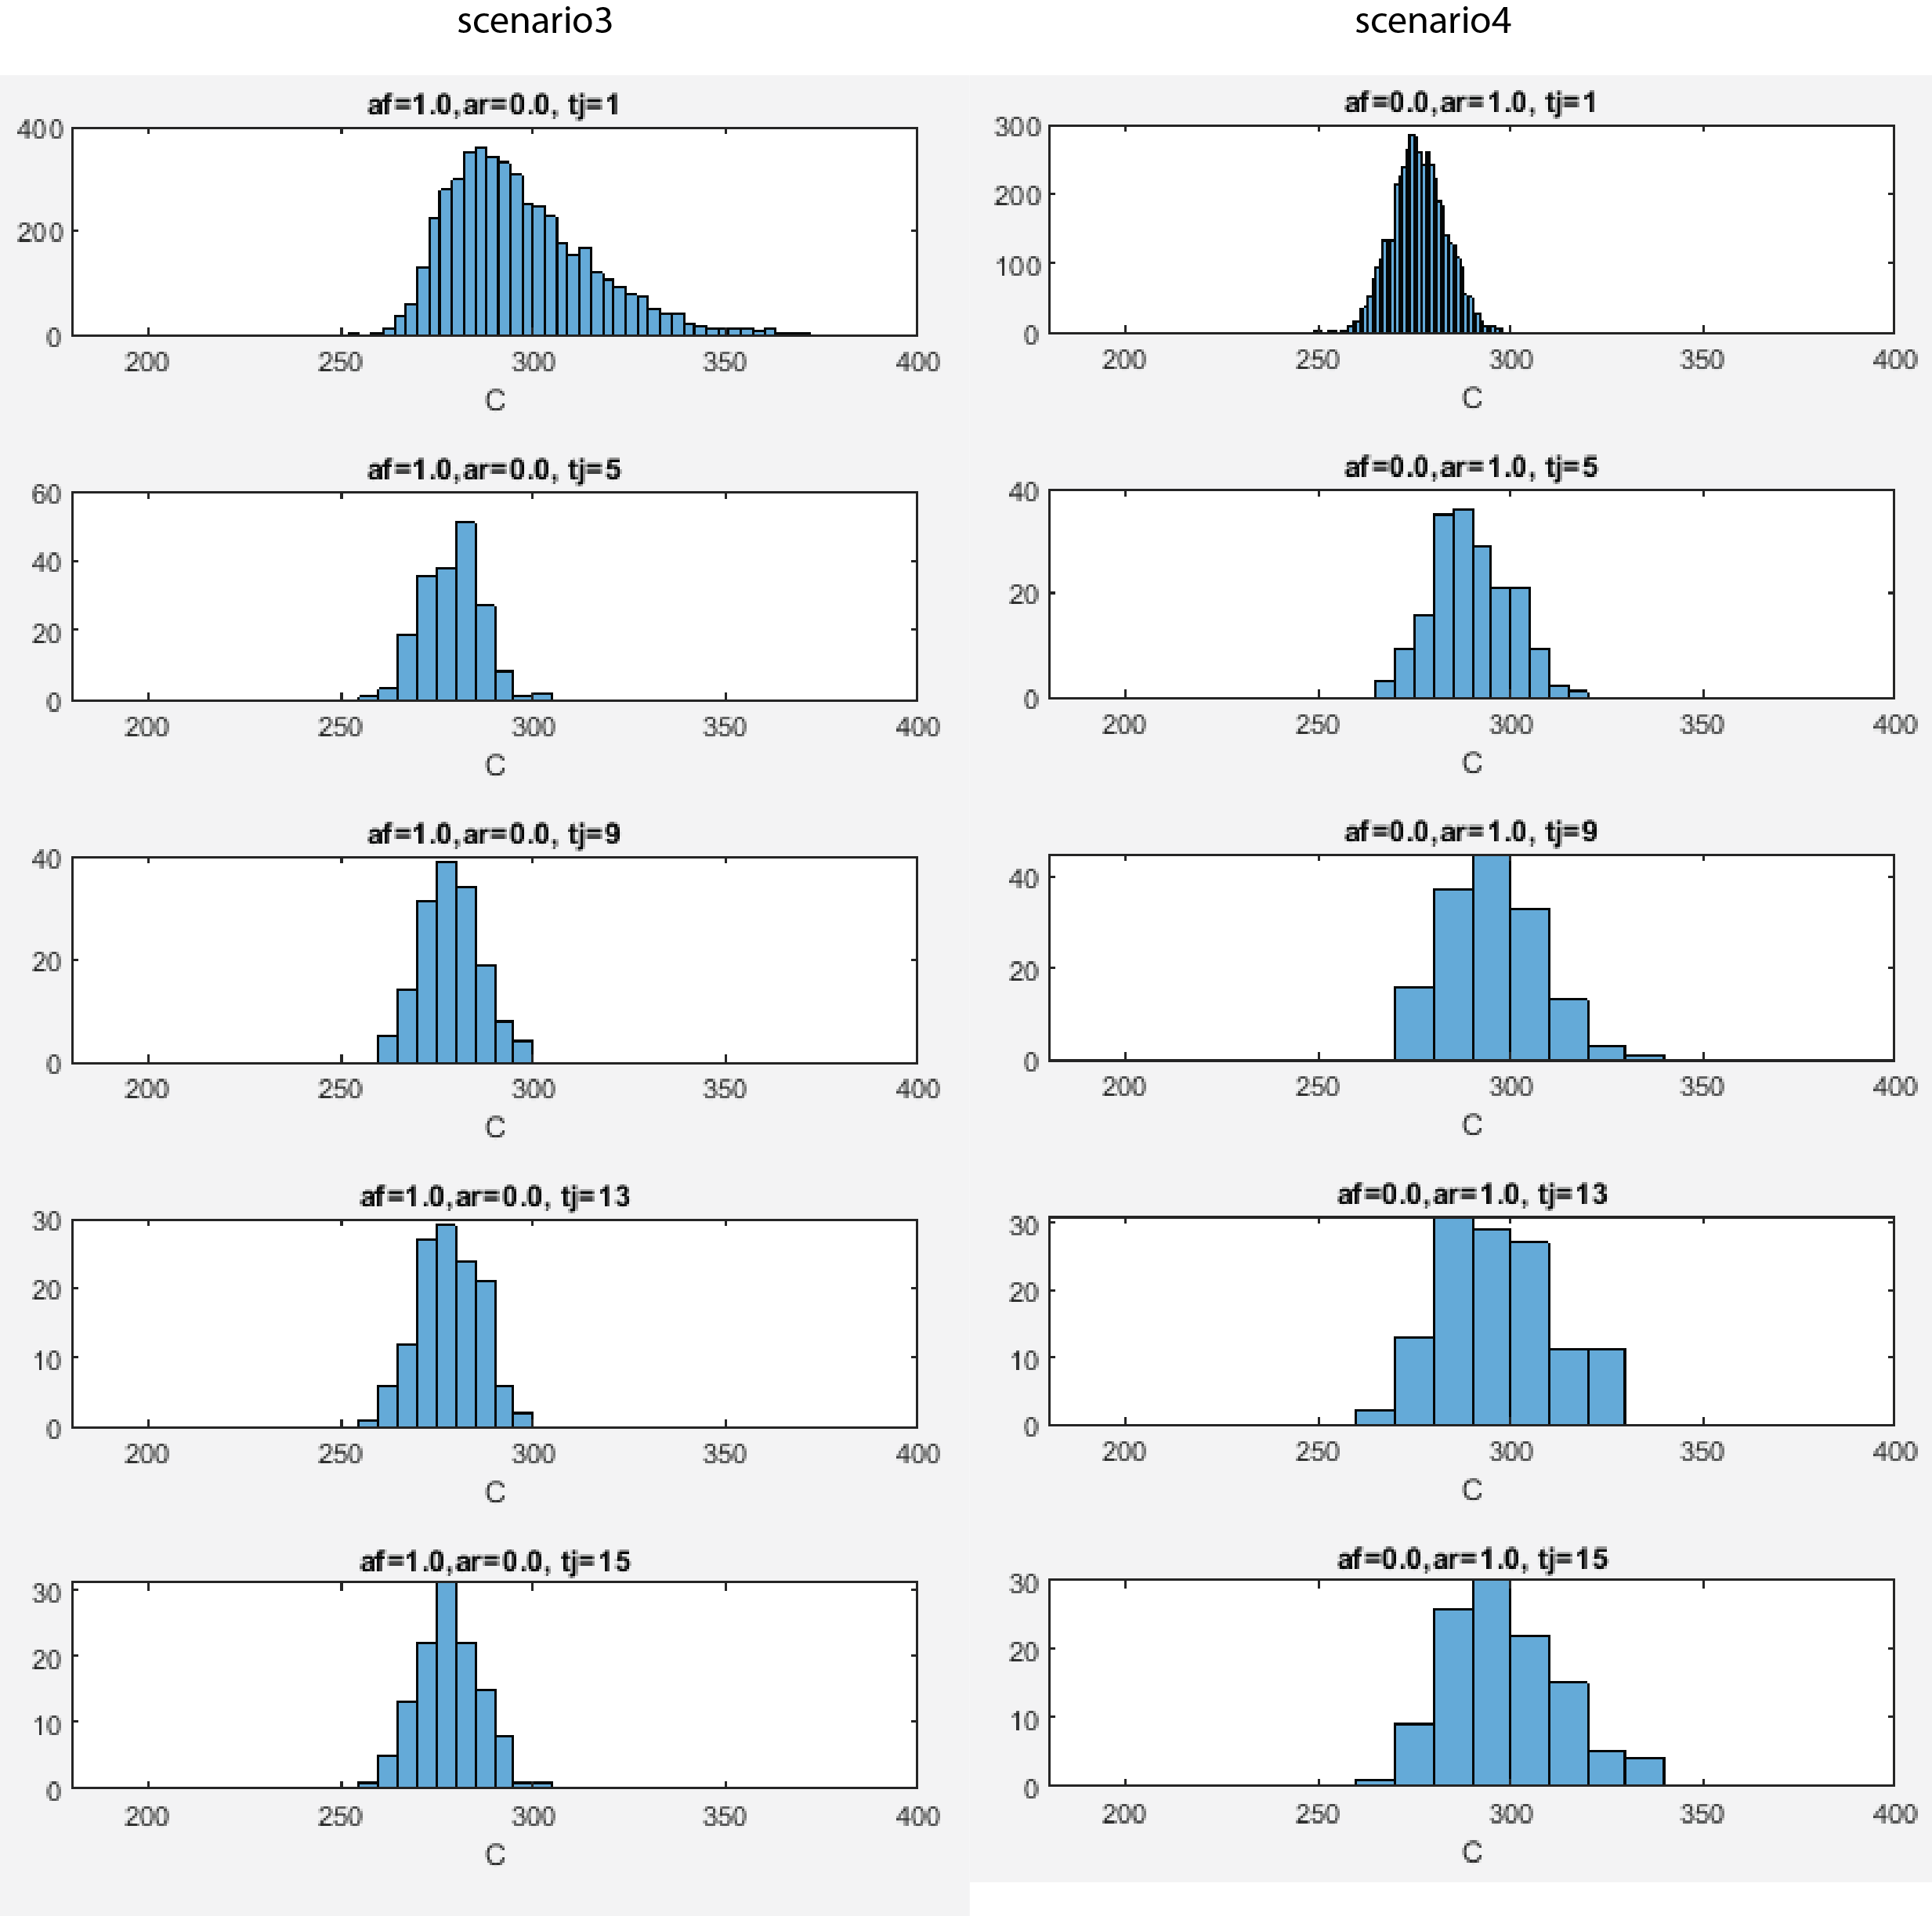 scenario3
af=1.0,ar=0.0, tj=1
400
200
0
200 250 300 350 400
C
af=1.0,ar=0.0, tj=5
60
40
20
0
200 250 300 350 400
C
af=1.0,ar=0.0, tj=9
40
20
0
200 250 300 350 400
C
af=1.0,ar=0.0, tj=13
30
20
10
0
200 250 300 350 400
C
af=1.0,ar=0.0, tj=15
30
20
10
0
200 250 300 350 400
C
scenario4
af=0.0,ar=1.0, tj=1
300
200
100
0
200 250 300 350 400
C
af=0.0,ar=1.0, tj=5
40
20
0
200 250 300 350 400
C
af=0.0,ar=1.0, tj=9
40
20
0
200 250 300 350 400
C
af=0.0,ar=1.0, tj=13
30
20
10
0
200 250 300 350 400
C
af=0.0,ar=1.0, tj=15
30
20
10
0
200 250 300 350 400
C